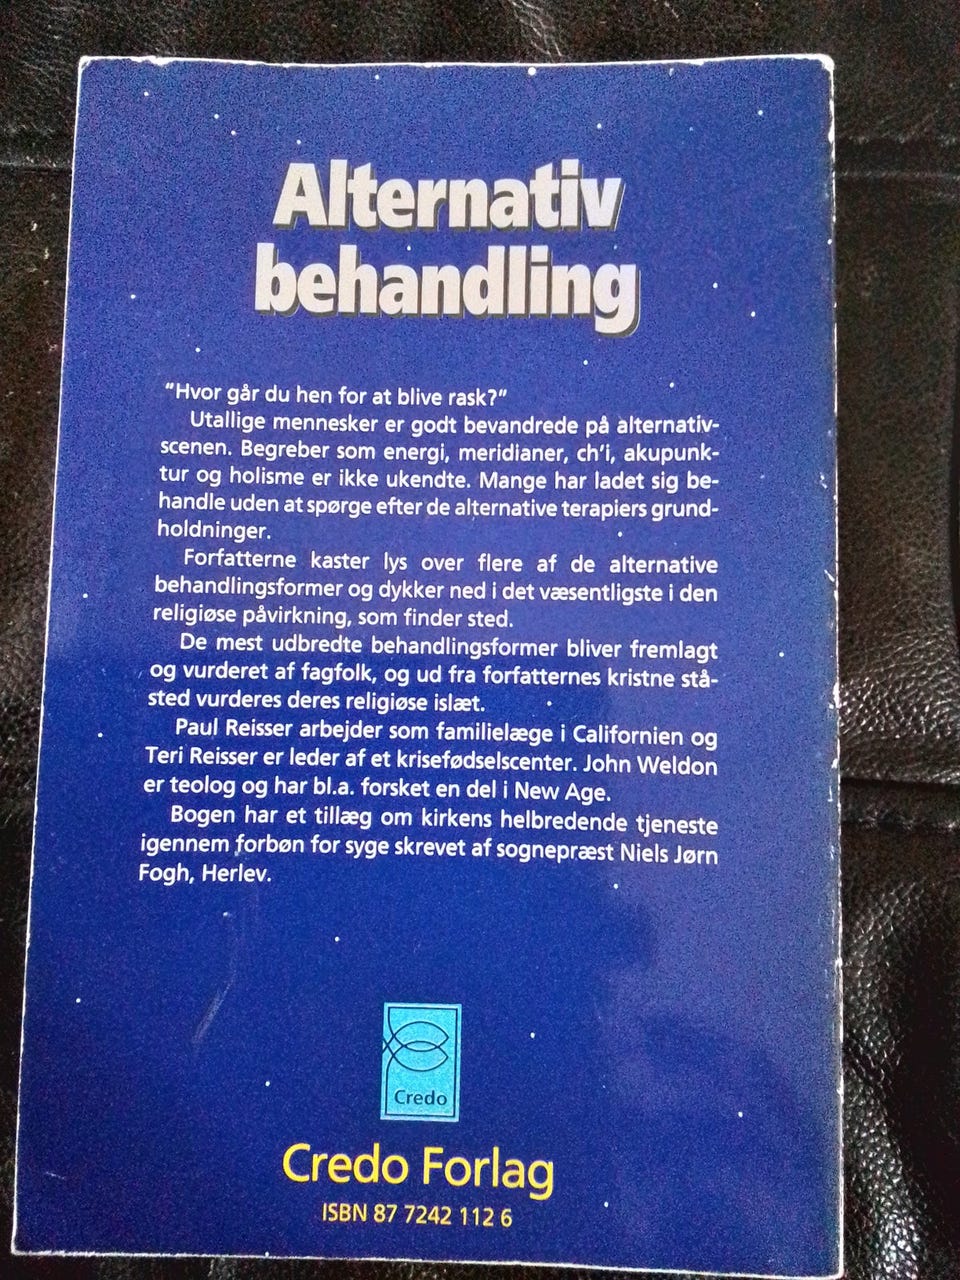 Alternativ
behandling
"Hvor går du hen for at blive rask?"
Utallige mennesker er godt bevandrede på alternativ-
scenen. Begreber som energi, meridianer, ch'i, akupunk-
tur og holisme er ikke ukendte. Mange har ladet sig be-
handle uden at spørge efter de alternative terapiers grund-
holdninger.
Forfatterne kaster lys over flere af de alternative
behandlingsformer og dykker ned i det væsentligste i den
religiøse påvirkning, som finder sted.
De mest udbredte behandlingsformer bliver fremlagt
og vurderet af fagfolk, og ud fra forfatternes kristne stå-
sted vurderes deres religiøse islæt.
Paul Reisser arbejder som familielæge i Californien og
Teri Reisser er leder af et krisefødselscenter. John Weldon
er teolog og har bl.a. forsket en del i New Age.
Bogen har et tillæg om kirkens helbredende tjeneste
igennem forbøn for syge skrevet af sognepræst Niels Jørn
Fogh, Herlev.
Credo
Credo Forlag
ISBN 87 7242 112 6